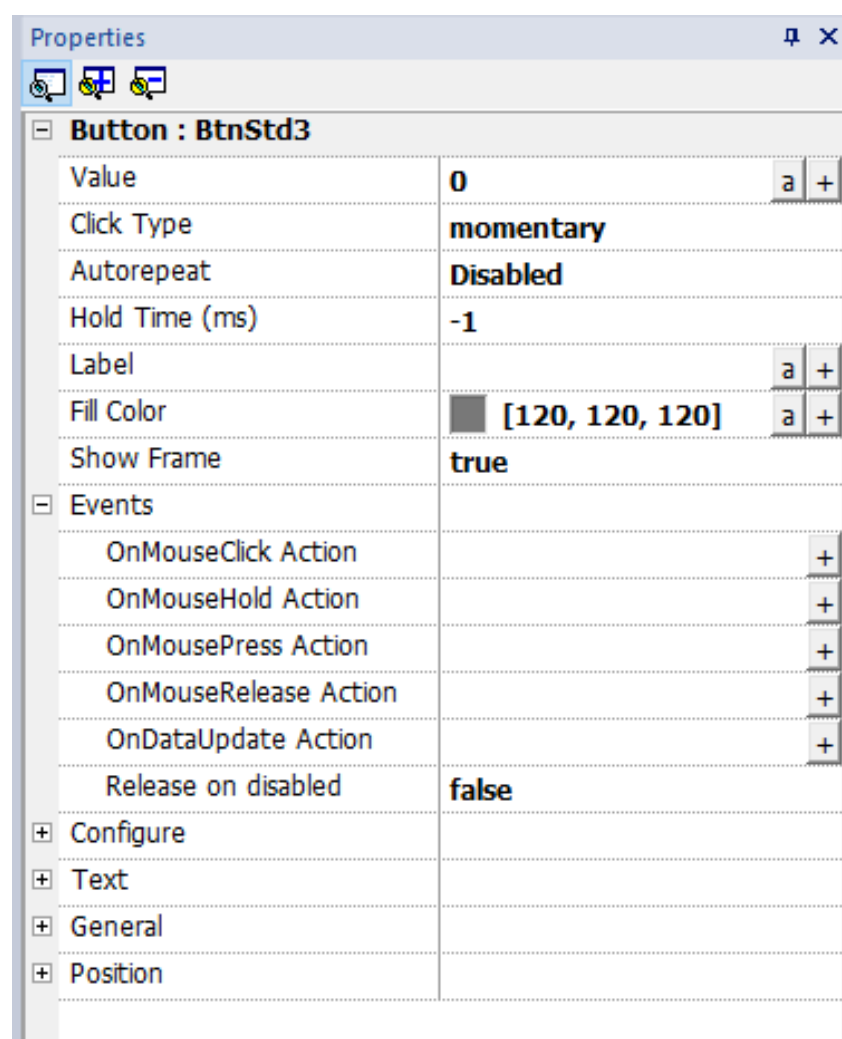 Properties
Button : BtnStd3
Value 0 a +
Click Type momentary
Autorepeat Disabled
Hold Time (ms) -1
Label a +
Fill Color [120, 120, 120] a +
Show Frame true
Events
OnMouseClick Action +
OnMouseHold Action +
OnMousePress Action +
OnMouseRelease Action +
OnDataUpdate Action +
Release on disabled false
Configure
Text
General
Position